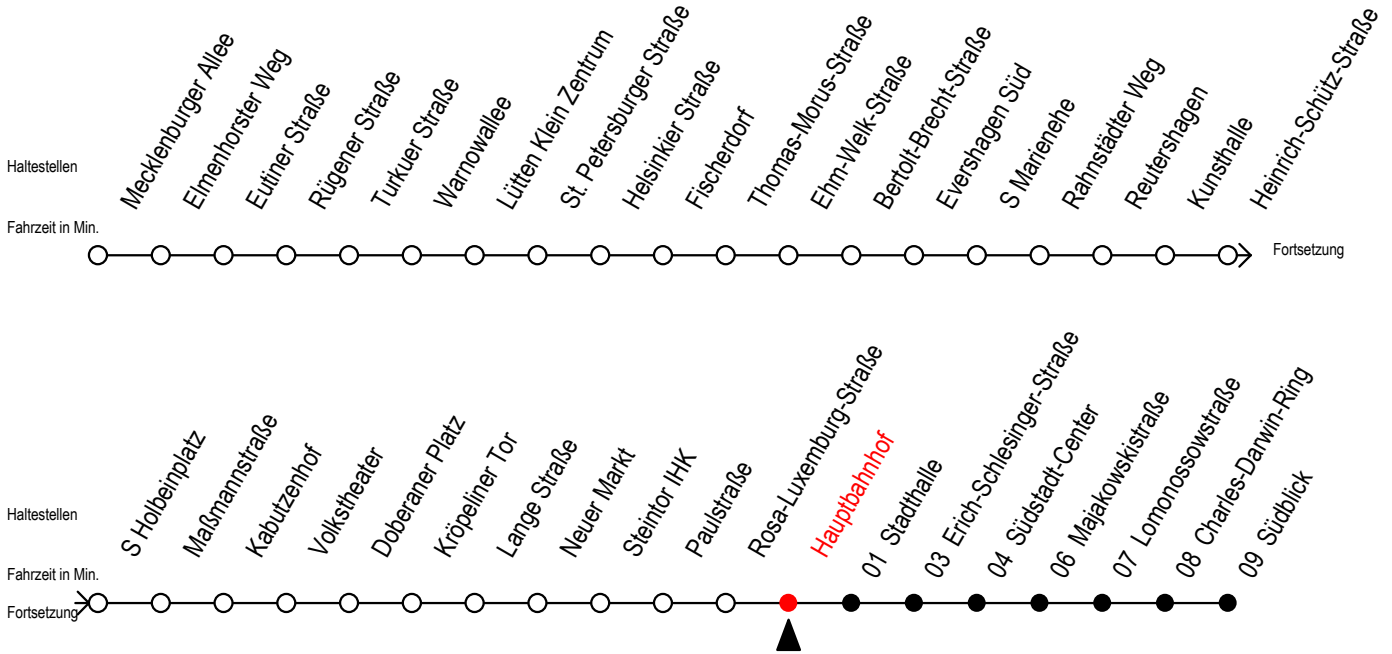 Haltestellen
Mecklenburger Allee
Elmenhorster Weg
Eutiner Straße
Rügener Straße
Turkuer Straße
Warnowallee
Lütten Klein Zentrum
St. Petersburger Straße
Helsinkier Straße
Fischerdorf
Thomas-Morus-Straße
Ehm-Welk-Straße
Bertolt-Brecht-Straße
Evershagen Süd
S Marienehe
Rahnstädter Weg
Reutershagen
Kunsthalle
Heinrich-Schütz-Straße
Fahrzeit in Min.
Fortsetzung
Haltestellen
S Holbeinplatz
Maßmannstraße
Kabutzenhof
Volkstheater
Doberaner Platz
Kröpeliner Tor
Lange Straße
Neuer Markt
Steintor IHK
Paulstraße
Rosa-Luxemburg-Straße
Hauptbahnhof
01 Stadthalle
03 Erich-Schlesinger-Straße
04 Südstadt-Center
06 Majakowskistraße
07 Lomonossowstraße
08 Charles-Darwin-Ring
09 Südblick
Fahrzeit in Min.
Fortsetzung